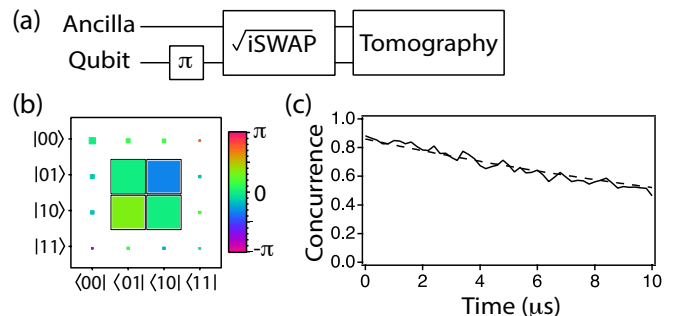 (a)
Ancilla
Qubit
π
√iSWAP
Tomography
(b)
|00⟩
|01⟩
|10⟩
|11⟩
⟨00| ⟨01| ⟨10| ⟨11|
π
0
-π
(c)
Concurrence
1.0
0.8
0.6
0.4
0.2
0.0
0 2 4 6 8 10
Time (μs)